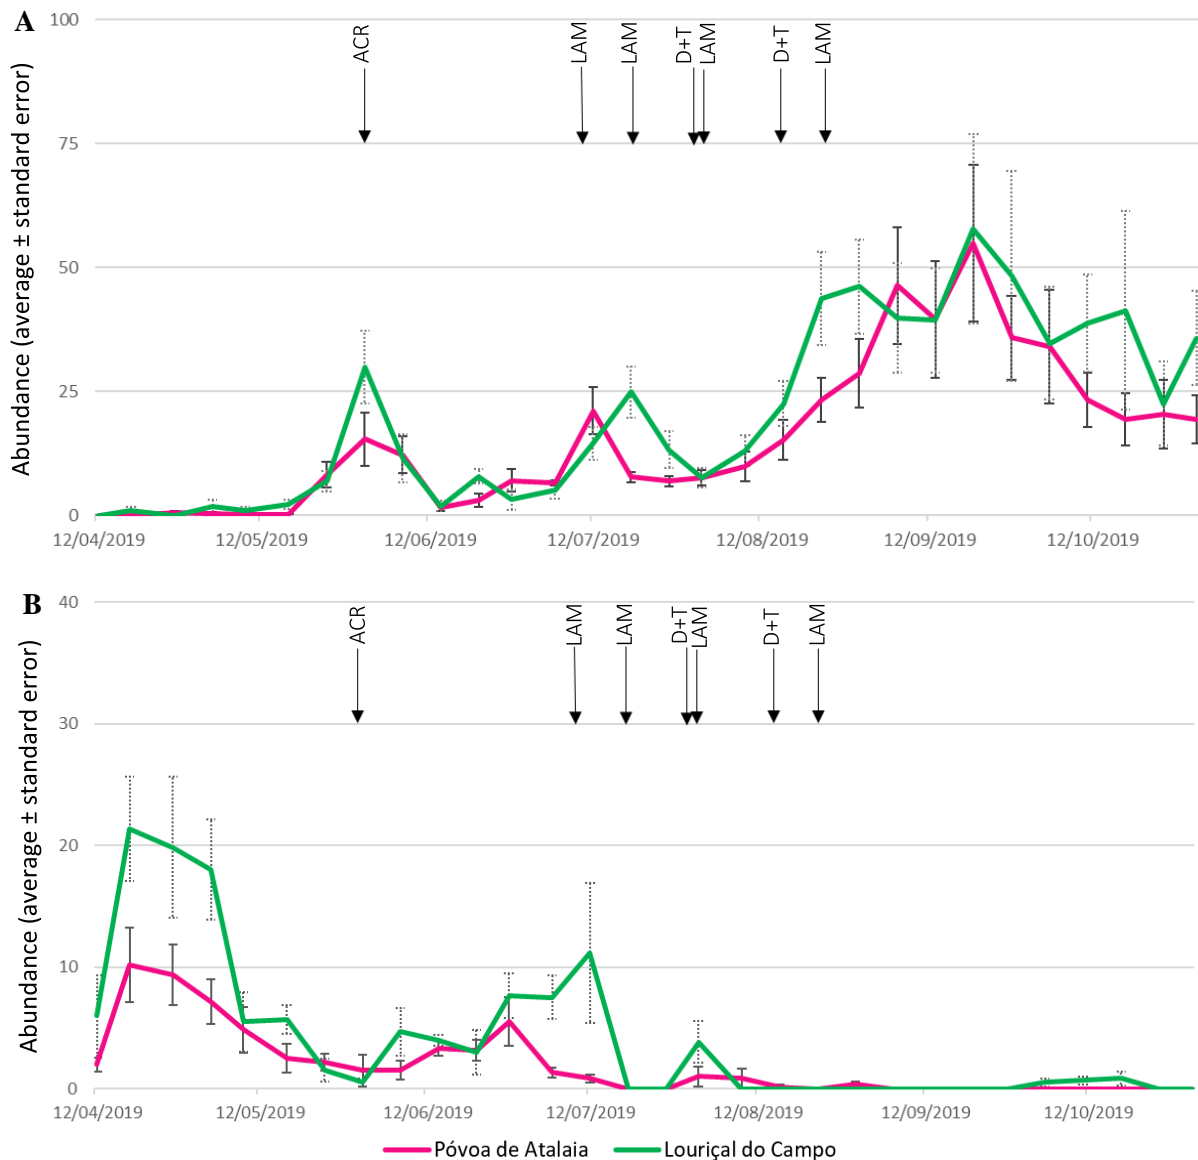 A
Abundance (average ± standard error)
100
75
50
25
0
ACR
LAM
LAM
D+T
LAM
D+T
LAM
12/04/2019
12/05/2019
12/06/2019
12/07/2019
12/08/2019
12/09/2019
12/10/2019
B
Abundance (average ± standard error)
40
30
20
10
0
ACR
LAM
LAM
D+T
LAM
D+T
LAM
12/04/2019
12/05/2019
12/06/2019
12/07/2019
12/08/2019
12/09/2019
12/10/2019
Póvoa de Atalaia
Louriçal do Campo